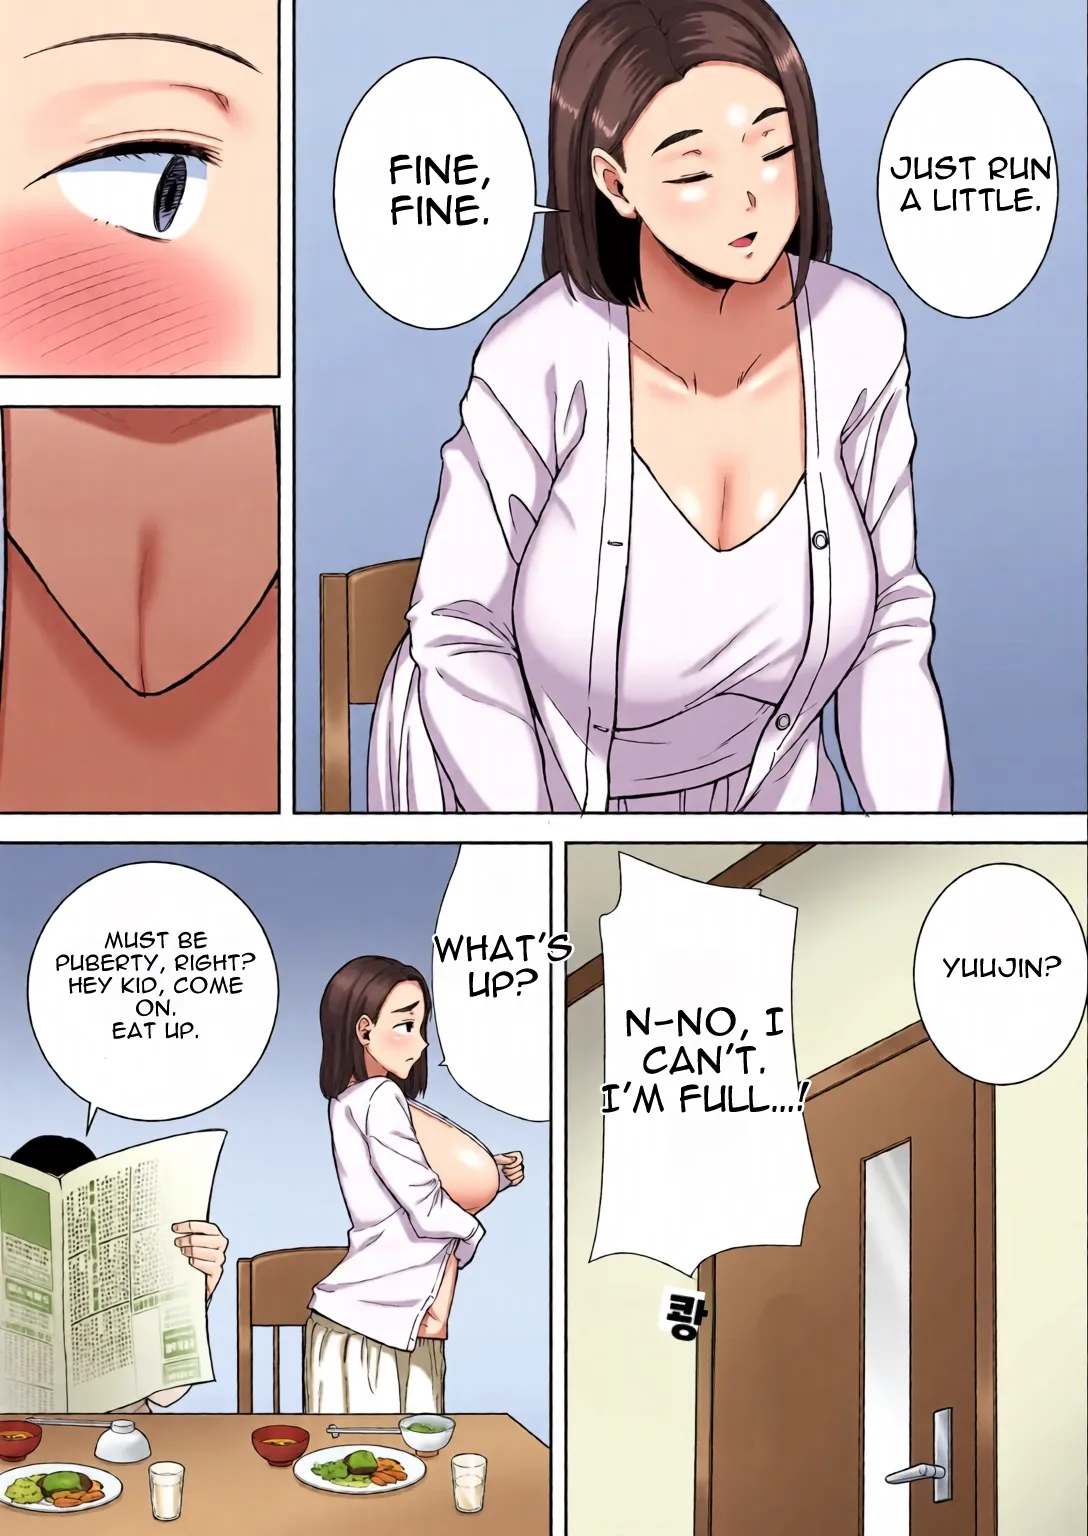 FINE,
FINE.
JUST RUN
A LITTLE.
MUST BE
PUBERTY, RIGHT?
HEY KID, COME
ON.
EAT UP.
WHAT'S
UP?
N-NO, I
CAN'T.
I'M FULL...!
YUUJIN?
쾅